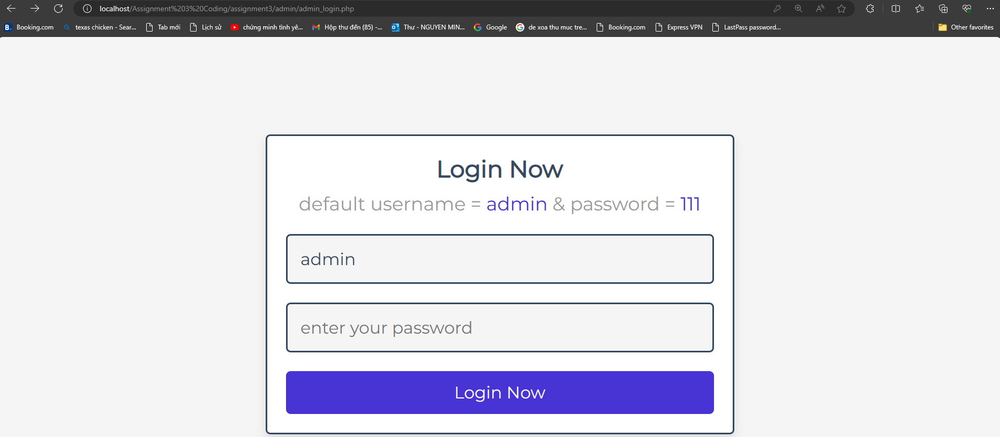 localhost/Assignment%203%20Coding/assignment3/admin/admin_login.php
Booking.com texas chicken - Sear... Tab mới Lịch sử chứng minh tình yê... Hộp thư đến (85) -... Thư - NGUYEN MIN... Google de xoa thu muc tre... Booking.com Express VPN LastPass password... Other favorites
Login Now
default username = admin & password = 111
admin
enter your password
Login Now